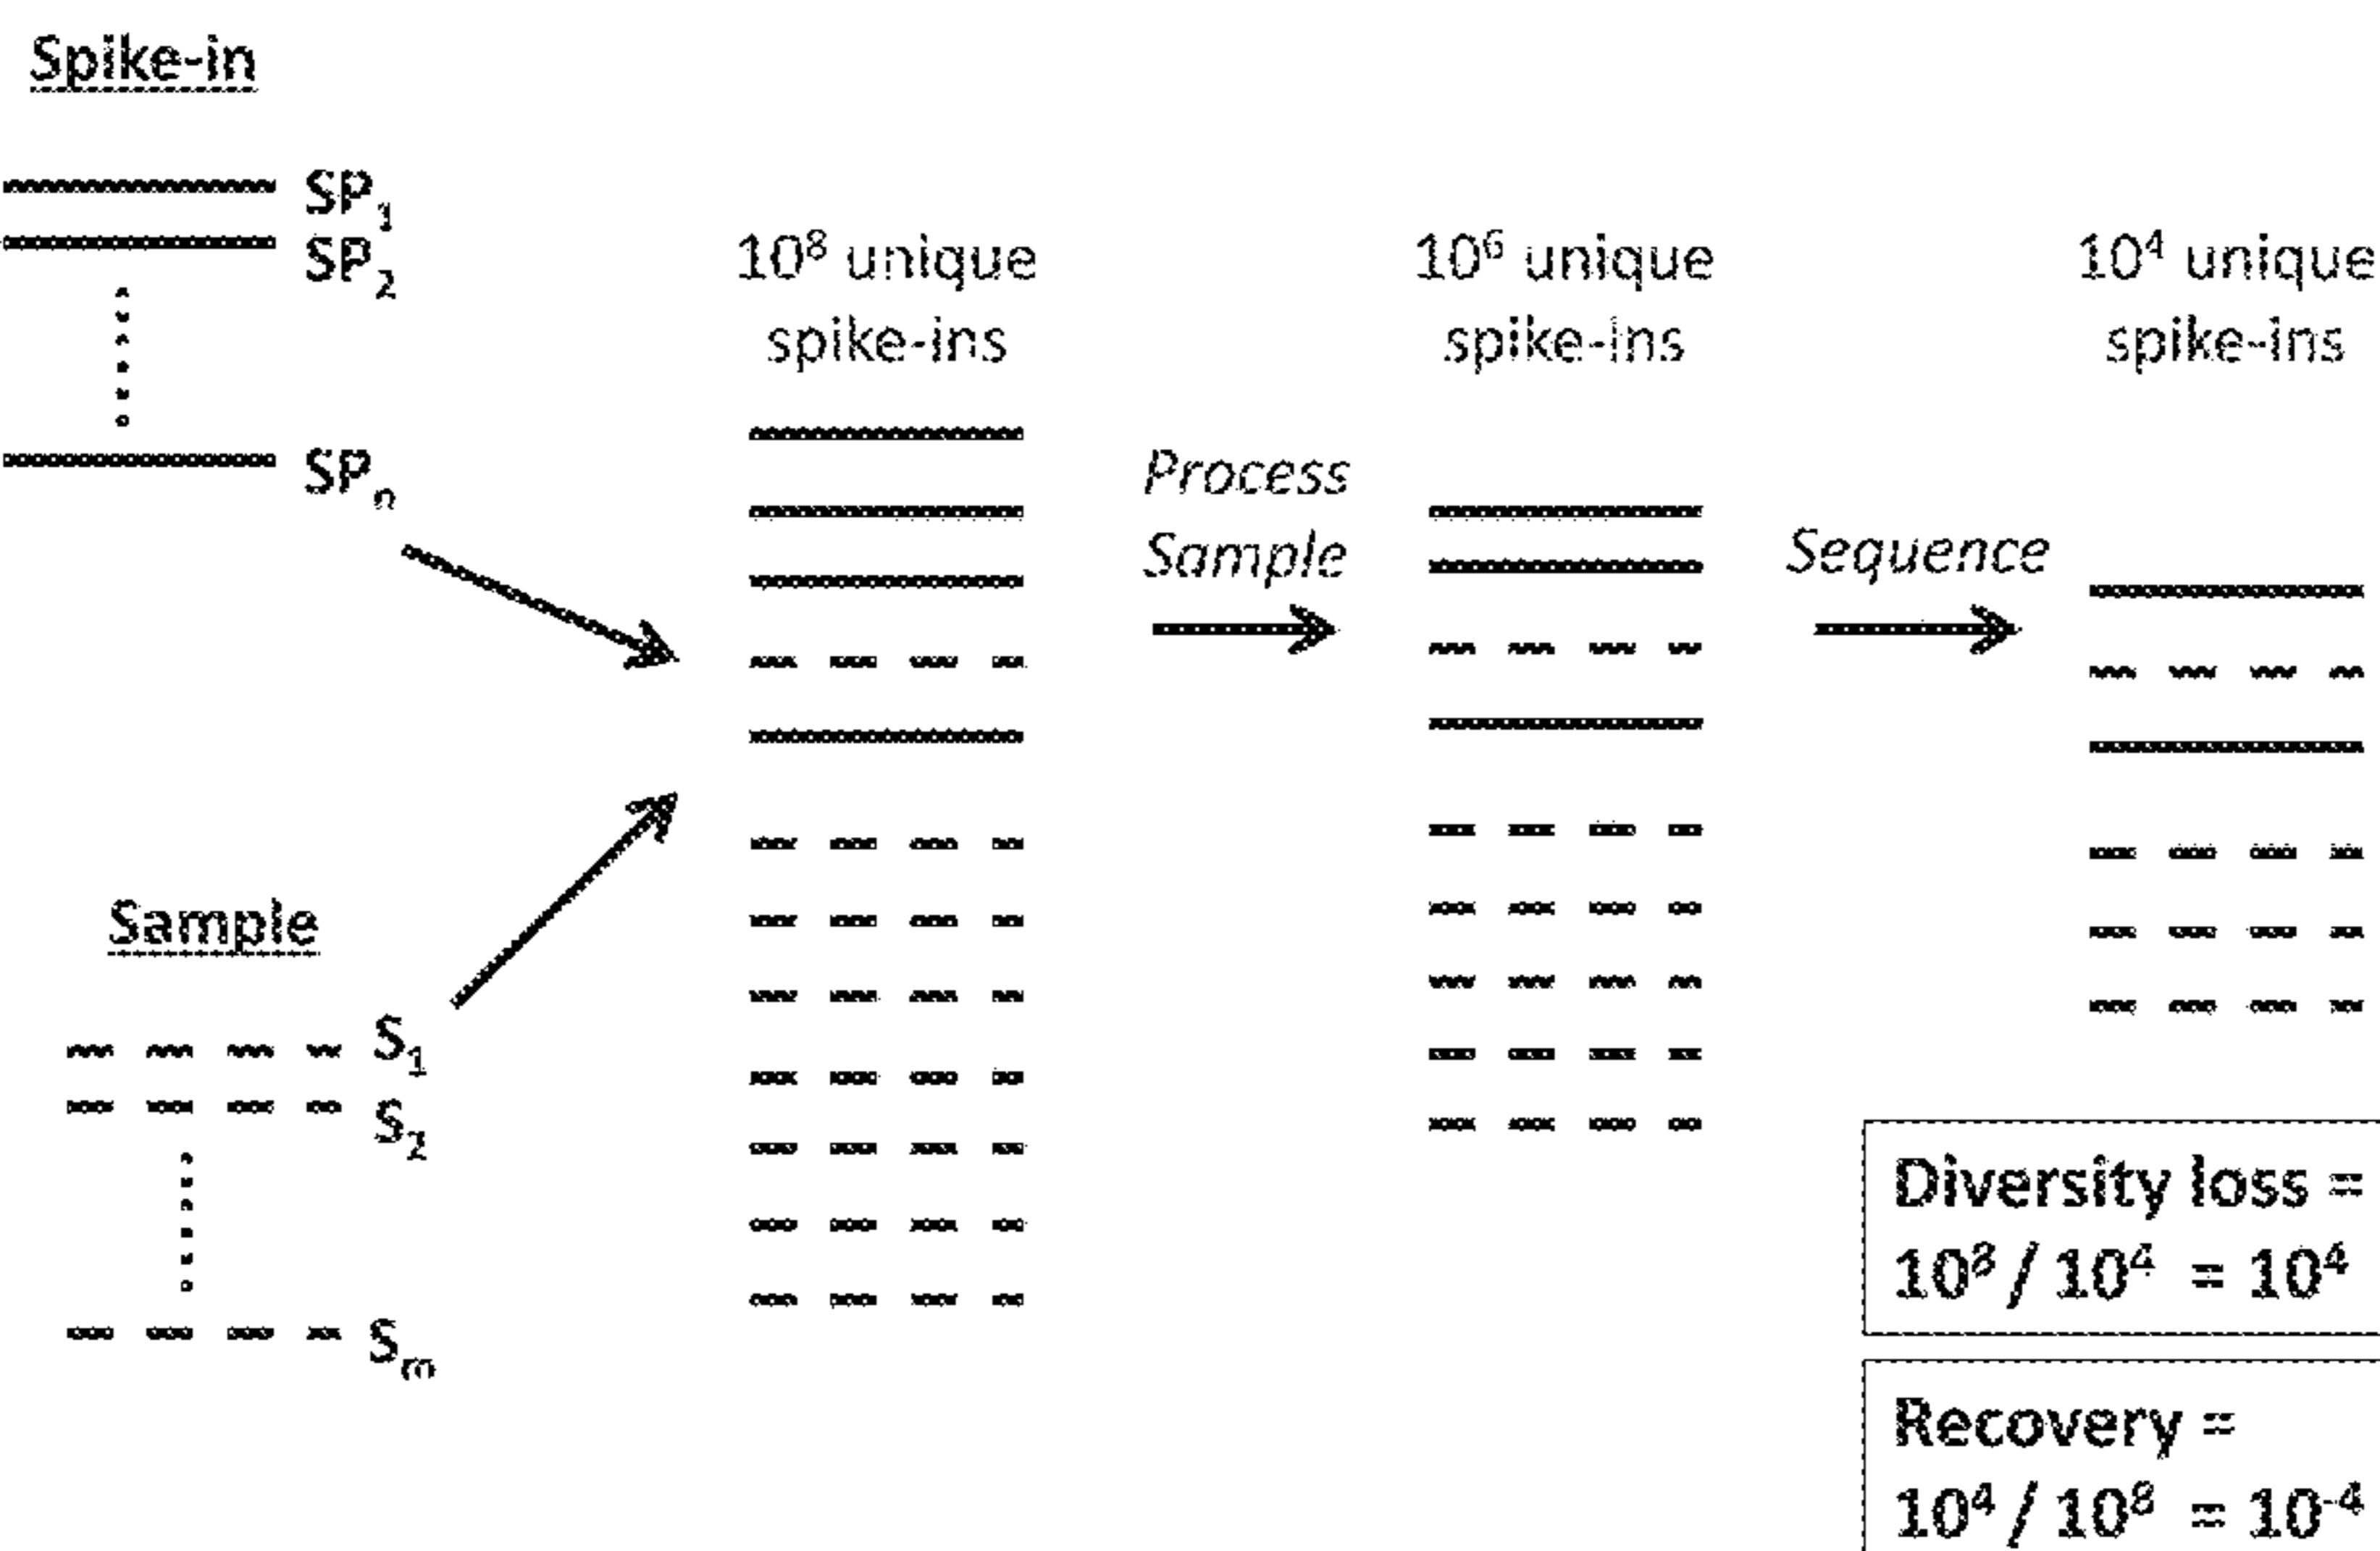 Spike-in
SP₁
SP₂
SPₙ
Sample
S₁
S₂
Sₘ
10⁸ unique
spike-ins
Process
Sample
10⁶ unique
spike-ins
Sequence
10⁴ unique
spike-ins
Diversity loss =
10⁸ / 10⁴ = 10⁴
Recovery =
10⁴ / 10⁸ = 10⁻⁴